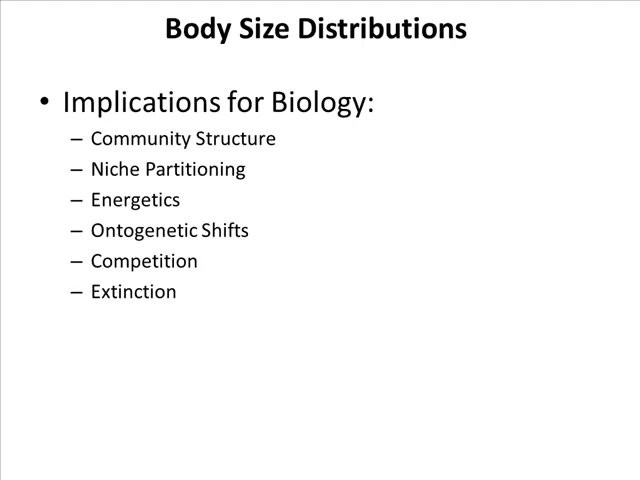 Body Size Distributions
• Implications for Biology:
– Community Structure
– Niche Partitioning
– Energetics
– Ontogenetic Shifts
– Competition
– Extinction